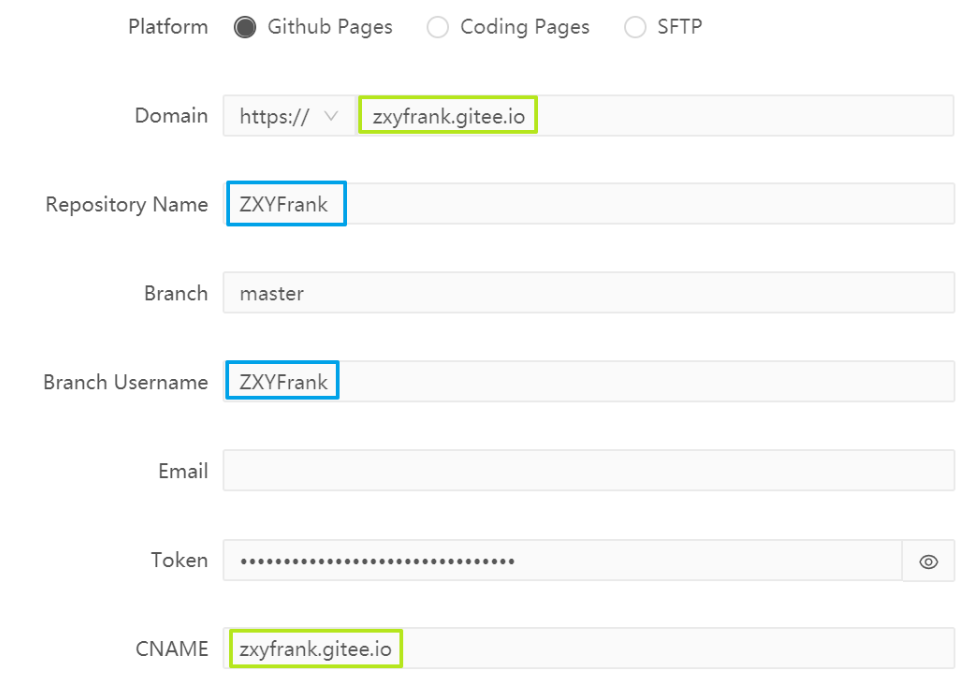 Platform Github Pages Coding Pages SFTP
Domain https:// zxyfrank.gitee.io
Repository Name ZXYFrank
Branch master
Branch Username ZXYFrank
Email
Token ••••••••••••••••••••••••••••••••
CNAME zxyfrank.gitee.io